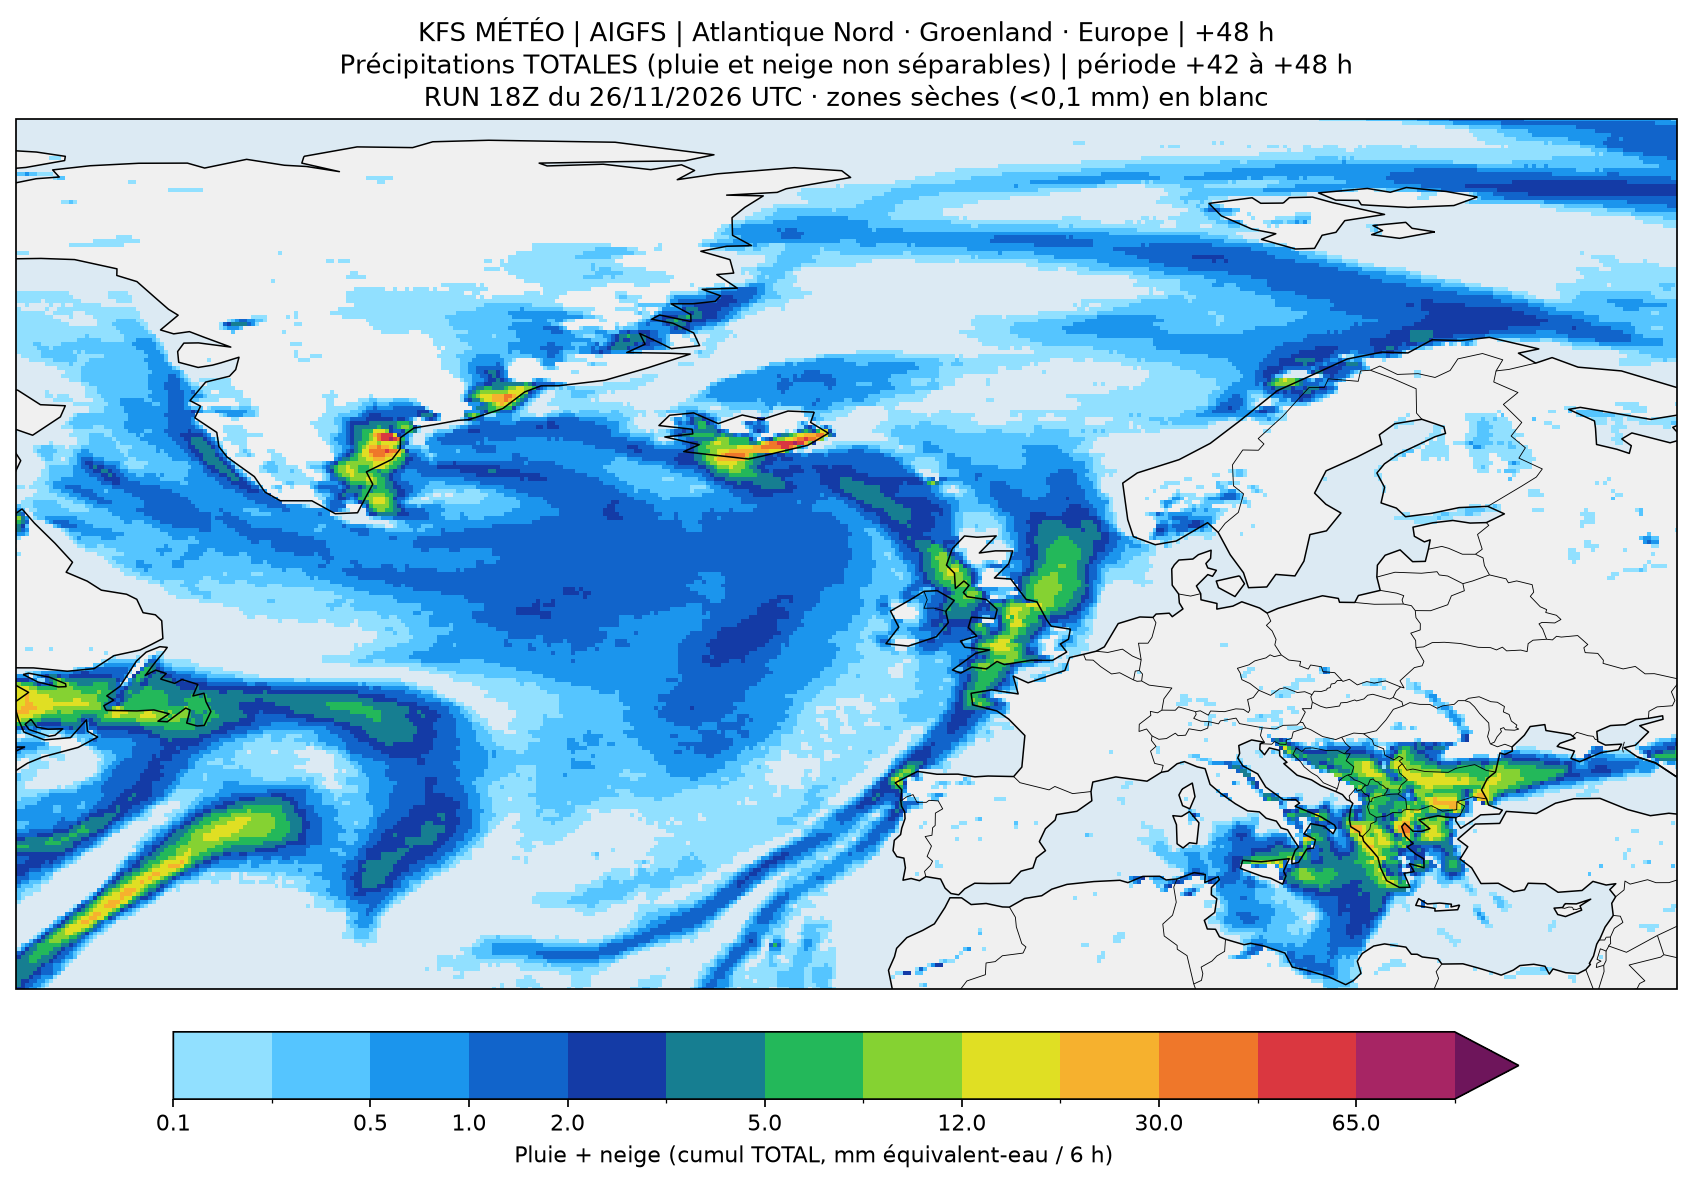 KFS MÉTÉO | AIGFS | Atlantique Nord · Groenland · Europe | +48 h
Précipitations TOTALES (pluie et neige non séparables) | période +42 à +48 h
RUN 18Z du 26/11/2026 UTC · zones sèches (<0,1 mm) en blanc
0.1 0.5 1.0 2.0 5.0 12.0 30.0 65.0
Pluie + neige (cumul TOTAL, mm équivalent-eau / 6 h)